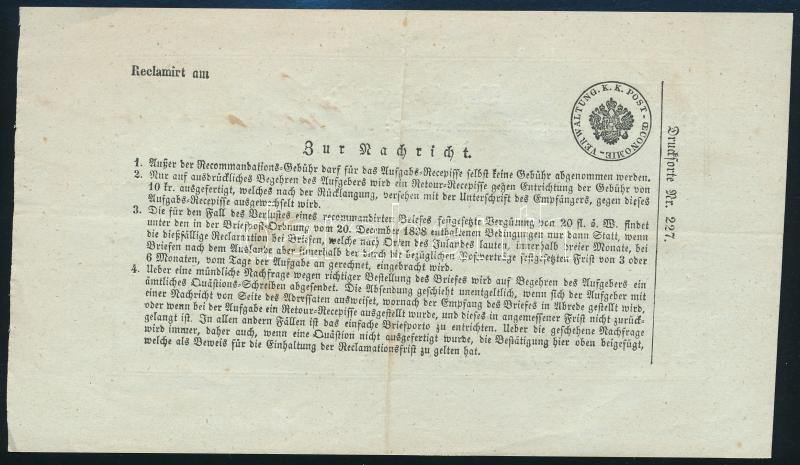 Reclamirt am
K. K. POST-ŒCONOMIE-VERWALTUNG.
Drucksorte Nr. 227.
Zur Nachricht.
1. Außer der Recommandations-Gebühr darf für das Aufgabs-Recepisse selbst keine Gebühr abgenommen werden.
2. Nur auf ausdrückliches Begehren des Aufgebers wird ein Retour-Recepisse gegen Entrichtung der Gebühr von
10 kr. ausgefertigt, welches nach der Rücklangung, versehen mit der Unterschrift des Empfängers, gegen dieses
Aufgabs-Recepisse ausgewechselt wird.
3. Die für den Fall des Verlustes eines recommandirten Briefes festgesetzte Vergütung von 20 fl. ö. W. findet
unter den in der Briefpost-Ordnung vom 20. December 1838 enthaltenen Bedingungen nur dann Statt, wenn
die dießfällige Reclamation bei Briefen, welche nach Orten des Inlandes lauten, innerhalb dreier Monate, bei
Briefen nach dem Auslande aber innerhalb der durch die bezüglichen Postverträge festgesetzten Frist von 3 oder
6 Monaten, vom Tage der Aufgabe an gerechnet, eingebracht wird.
4. Ueber eine mündliche Nachfrage wegen richtiger Bestellung des Briefes wird auf Begehren des Aufgebers ein
ämtliches Quästions-Schreiben abgesendet. Die Absendung geschieht unentgeltlich, wenn sich der Aufgeber mit
einer Nachricht von Seite des Adressaten ausweiset, wornach der Empfang des Briefes in Abrede gestellt wird,
oder wenn bei der Aufgabe ein Retour-Recepisse ausgestellt wurde, und dieses in angemessener Frist nicht zurück-
gelangt ist. In allen andern Fällen ist das einfache Briefporto zu entrichten. Ueber die geschehene Nachfrage
wird immer, daher auch, wenn eine Quästion nicht ausgefertigt wurde, die Bestätigung hier oben beigefügt,
welche als Beweis für die Einhaltung der Reclamationsfrist zu gelten hat.